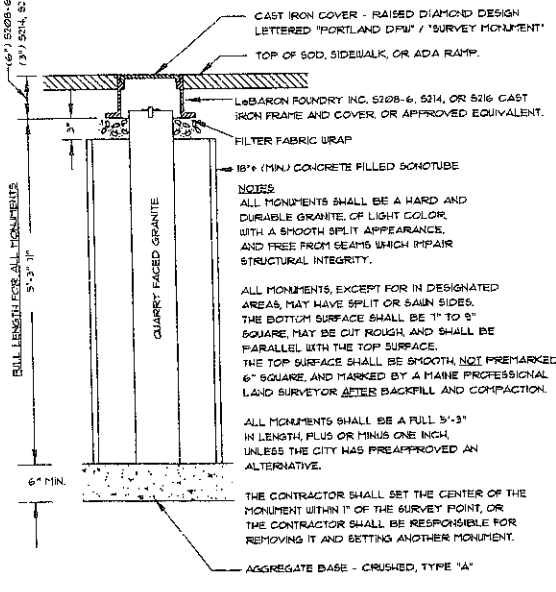 (6") S208-6
(3") S214, S2
CAST IRON COVER - RAISED DIAMOND DESIGN
LETTERED "PORTLAND DPW" / "SURVEY MONUMENT"
TOP OF SOD, SIDEWALK, OR ADA RAMP.
LeBARON FOUNDRY INC. S208-6, S214, OR S216 CAST
IRON FRAME AND COVER, OR APPROVED EQUIVALENT.
3"
FILTER FABRIC WRAP
18"⌀ (MIN.) CONCRETE FILLED SONOTUBE
FULL LENGTH FOR ALL MONUMENTS
QUARRY FACED GRANITE
NOTES
ALL MONUMENTS SHALL BE A HARD AND
DURABLE GRANITE, OF LIGHT COLOR,
WITH A SMOOTH SPLIT APPEARANCE,
AND FREE FROM SEAMS WHICH IMPAIR
STRUCTURAL INTEGRITY.
ALL MONUMENTS, EXCEPT FOR IN DESIGNATED
AREAS, MAY HAVE SPLIT OR SAWN SIDES.
THE BOTTOM SURFACE SHALL BE 7" TO 9"
SQUARE, MAY BE CUT ROUGH, AND SHALL BE
PARALLEL WITH THE TOP SURFACE.
THE TOP SURFACE SHALL BE SMOOTH, NOT PREMARKED
6" SQUARE, AND MARKED BY A MAINE PROFESSIONAL
LAND SURVEYOR AFTER BACKFILL AND COMPACTION.
ALL MONUMENTS SHALL BE A FULL 5'-3"
IN LENGTH, PLUS OR MINUS ONE INCH,
UNLESS THE CITY HAS PREAPPROVED AN
ALTERNATIVE.
6" MIN.
THE CONTRACTOR SHALL SET THE CENTER OF THE
MONUMENT WITHIN 1" OF THE SURVEY POINT, OR
THE CONTRACTOR SHALL BE RESPONSIBLE FOR
REMOVING IT AND SETTING ANOTHER MONUMENT.
AGGREGATE BASE - CRUSHED, TYPE "A"